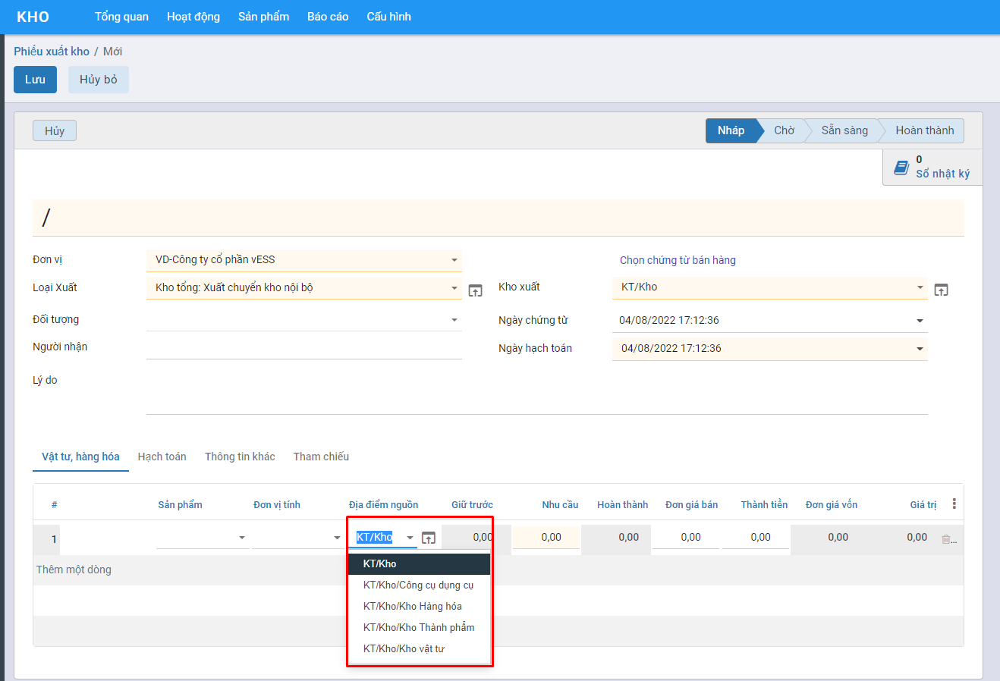 KHO Tổng quan Hoạt động Sản phẩm Báo cáo Cấu hình
Phiếu xuất kho / Mới
Lưu Hủy bỏ
Hủy Nháp Chờ Sẵn sàng Hoàn thành
0
Sổ nhật ký
/
Đơn vị VD-Công ty cổ phần vESS Chọn chứng từ bán hàng
Loại Xuất Kho tổng: Xuất chuyển kho nội bộ Kho xuất KT/Kho
Đối tượng Ngày chứng từ 04/08/2022 17:12:36
Người nhận Ngày hạch toán 04/08/2022 17:12:36
Lý do
Vật tư, hàng hóa Hạch toán Thông tin khác Tham chiếu
# Sản phẩm Đơn vị tính Địa điểm nguồn Giữ trước Nhu cầu Hoàn thành Đơn giá bán Thành tiền Đơn giá vốn Giá trị
1 KT/Kho 0,00 0,00 0,00 0,00 0,00 0,00 0,00 ...
Thêm một dòng
KT/Kho
KT/Kho/Công cụ dụng cụ
KT/Kho/Kho Hàng hóa
KT/Kho/Kho Thành phẩm
KT/Kho/Kho vật tư